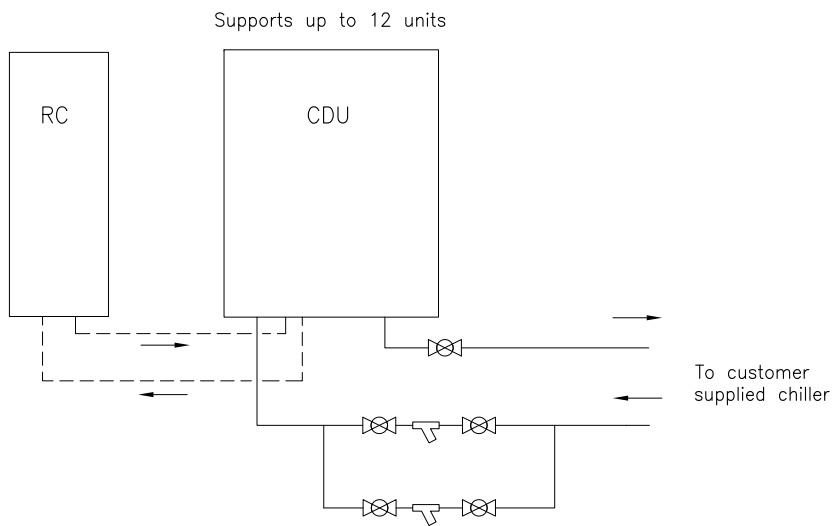 Supports up to 12 units
RC
CDU
To customer
supplied chiller